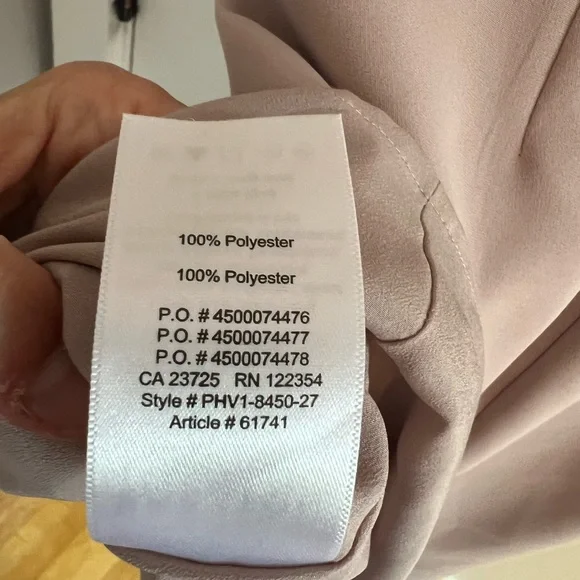 100% Polyester
100% Polyester
P.O. # 4500074476
P.O. # 4500074477
P.O. # 4500074478
CA 23725 RN 122354
Style # PHV1-8450-27
Article # 61741